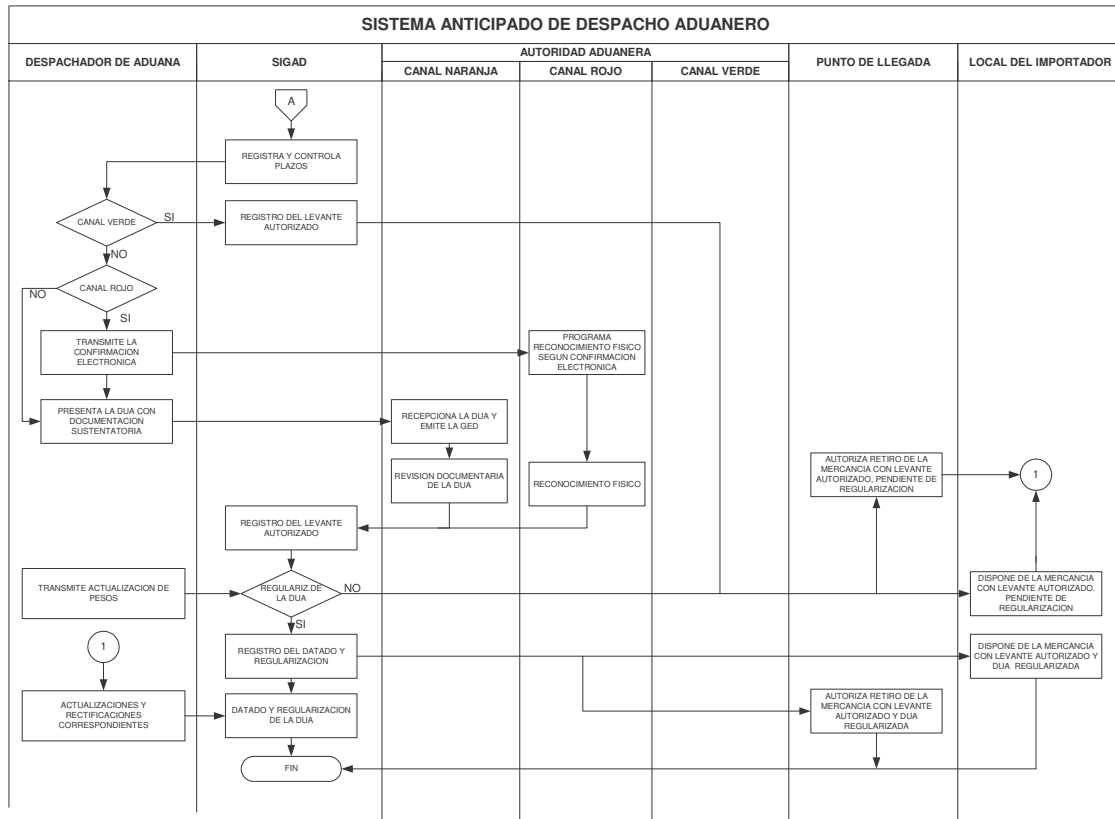 SISTEMA ANTICIPADO DE DESPACHO ADUANERO
DESPACHADOR DE ADUANA
SIGAD
AUTORIDAD ADUANERA
CANAL NARANJA
CANAL ROJO
CANAL VERDE
PUNTO DE LLEGADA
LOCAL DEL IMPORTADOR
A
REGISTRA Y CONTROLA
PLAZOS
CANAL VERDE
SI
REGISTRO DEL LEVANTE
AUTORIZADO
NO
CANAL ROJO
NO
SI
TRANSMITE LA
CONFIRMACION
ELECTRONICA
PROGRAMA
RECONOCIMIENTO FISICO
SEGUN CONFIRMACION
ELECTRONICA
PRESENTA LA DUA CON
DOCUMENTACION
SUSTENTATORIA
RECEPCIONA LA DUA Y
EMITE LA GED
REVISION DOCUMENTARIA
DE LA DUA
RECONOCIMIENTO FISICO
AUTORIZA RETIRO DE LA
MERCANCIA CON LEVANTE
AUTORIZADO, PENDIENTE DE
REGULARIZACION
1
REGISTRO DEL LEVANTE
AUTORIZADO
TRANSMITE ACTUALIZACION DE
PESOS
REGULARIZ.DE
LA DUA
NO
DISPONE DE LA MERCANCIA
CON LEVANTE AUTORIZADO.
PENDIENTE DE
REGULARIZACION
SI
1
REGISTRO DEL DATADO Y
REGULARIZACION
DISPONE DE LA MERCANCIA
CON LEVANTE AUTORIZADO Y
DUA REGULARIZADA
ACTUALIZACIONES Y
RECTIFICACIONES
CORRESPONDIENTES
DATADO Y REGULARIZACION
DE LA DUA
AUTORIZA RETIRO DE LA
MERCANCIA CON LEVANTE
AUTORIZADO Y DUA
REGULARIZADA
FIN